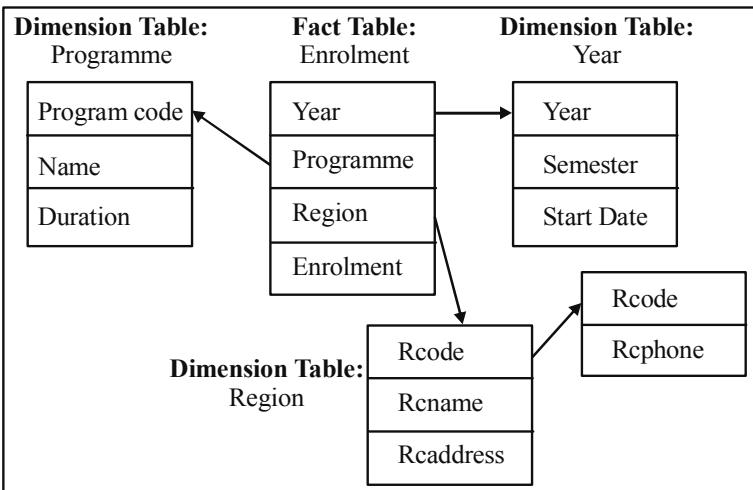 Dimension Table:
Programme
Program code
Name
Duration
Fact Table:
Enrolment
Year
Programme
Region
Enrolment
Dimension Table:
Year
Year
Semester
Start Date
Dimension Table:
Region
Rcode
Rcname
Rcaddress
Rcode
Rcphone